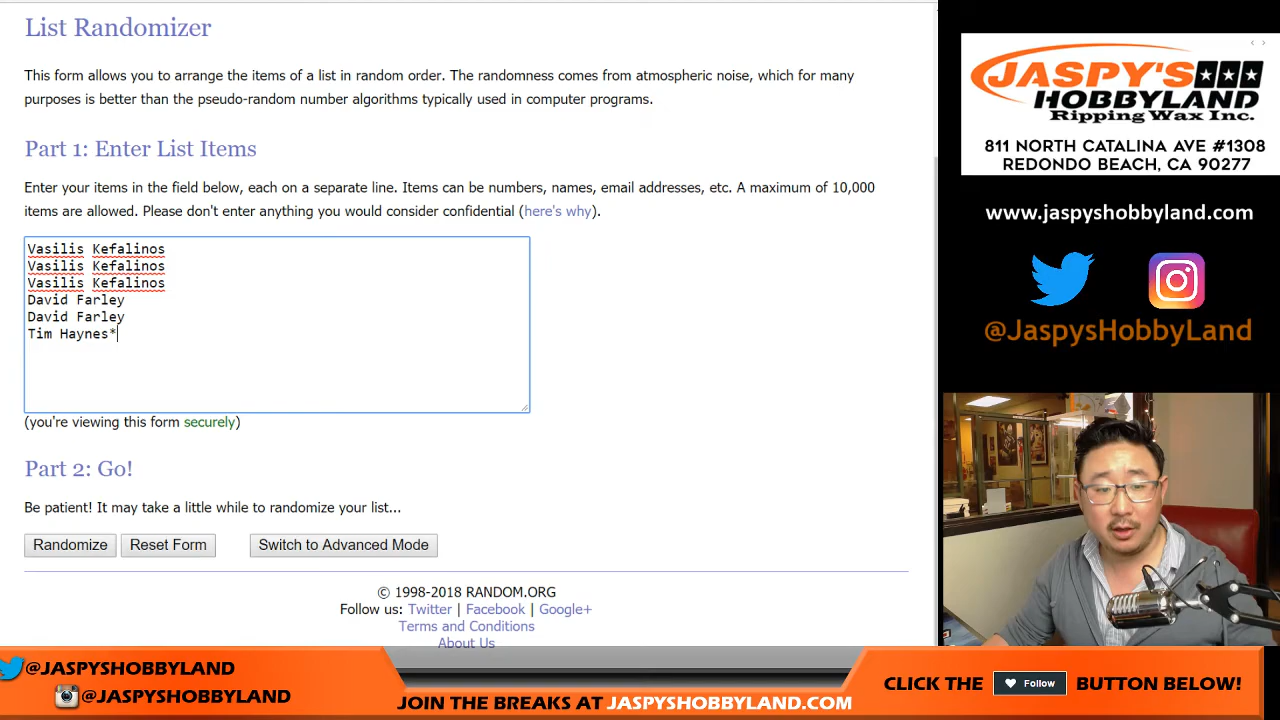 List Randomizer
This form allows you to arrange the items of a list in random order. The randomness comes from atmospheric noise, which for many
purposes is better than the pseudo-random number algorithms typically used in computer programs.
Part 1: Enter List Items
Enter your items in the field below, each on a separate line. Items can be numbers, names, email addresses, etc. A maximum of 10,000
items are allowed. Please don't enter anything you would consider confidential (here's why).
Vasilis Kefalinos
Vasilis Kefalinos
Vasilis Kefalinos
David Farley
David Farley
Tim Haynes*
(you're viewing this form securely)
Part 2: Go!
Be patient! It may take a little while to randomize your list...
Randomize
Reset Form
Switch to Advanced Mode
© 1998-2018 RANDOM.ORG
Follow us: Twitter | Facebook | Google+
Terms and Conditions
About Us
JASPY'S
HOBBYLAND
Ripping Wax Inc.
811 NORTH CATALINA AVE #1308
REDONDO BEACH, CA 90277
www.jaspyshobbyland.com
@JaspysHobbyLand
@JASPYSHOBBYLAND
@JASPYSHOBBYLAND
JOIN THE BREAKS AT JASPYSHOBBYLAND.COM
CLICK THE Follow BUTTON BELOW!